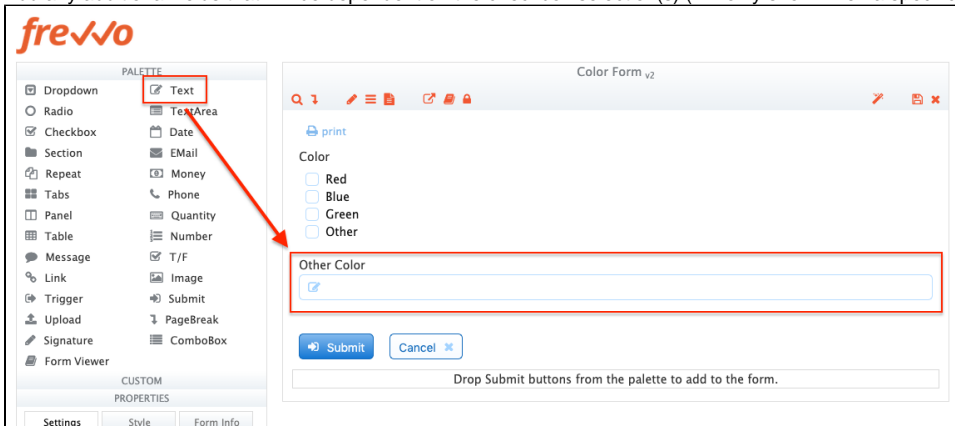 frevvo
PALETTE
Dropdown Text
Radio TextArea
Checkbox Date
Section EMail
Repeat Money
Tabs Phone
Panel Quantity
Table Number
Message T/F
Link Image
Trigger Submit
Upload PageBreak
Signature ComboBox
Form Viewer
CUSTOM
PROPERTIES
Settings Style Form Info
Color Form v2
print
Color
Red
Blue
Green
Other
Other Color
Submit Cancel
Drop Submit buttons from the palette to add to the form.